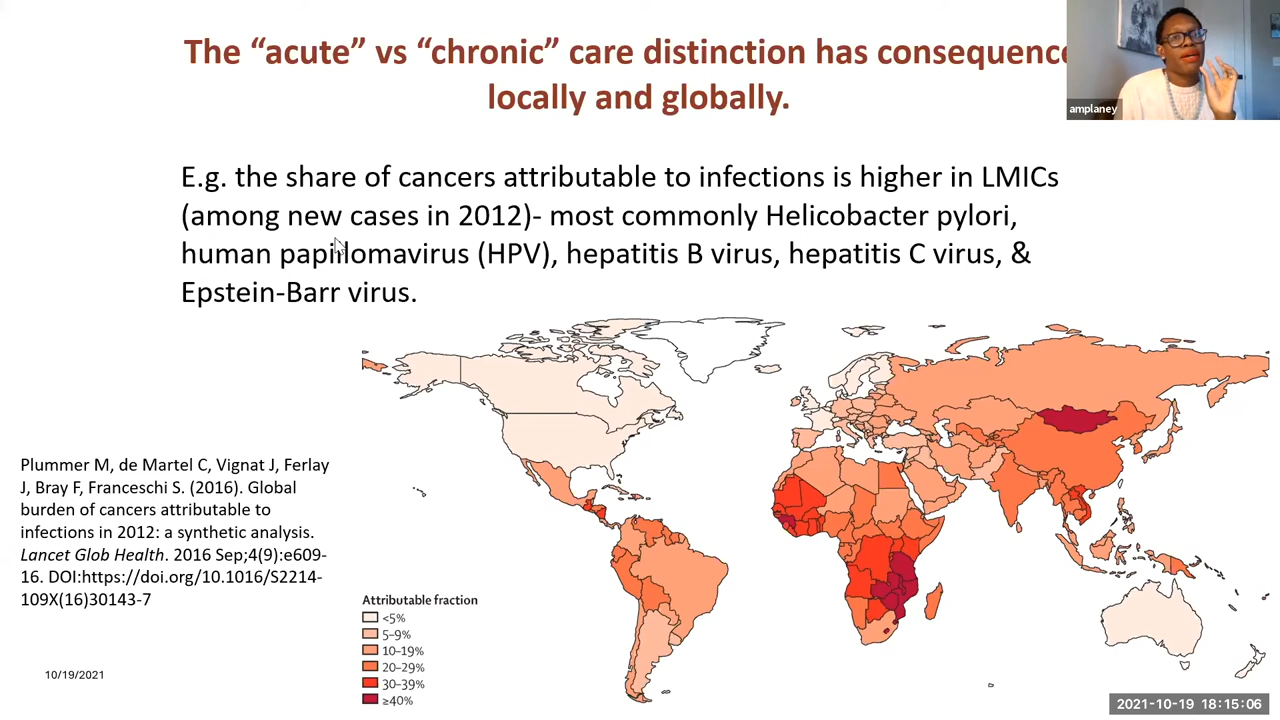 The “acute” vs “chronic” care distinction has consequence
locally and globally.
amplaney
E.g. the share of cancers attributable to infections is higher in LMICs
(among new cases in 2012)- most commonly Helicobacter pylori,
human papillomavirus (HPV), hepatitis B virus, hepatitis C virus, &
Epstein-Barr virus.
Plummer M, de Martel C, Vignat J, Ferlay
J, Bray F, Franceschi S. (2016). Global
burden of cancers attributable to
infections in 2012: a synthetic analysis.
Lancet Glob Health. 2016 Sep;4(9):e609-
16. DOI:https://doi.org/10.1016/S2214-
109X(16)30143-7
Attributable fraction
<5%
5–9%
10–19%
20–29%
30–39%
≥40%
10/19/2021
2021-10-19 18:15:06